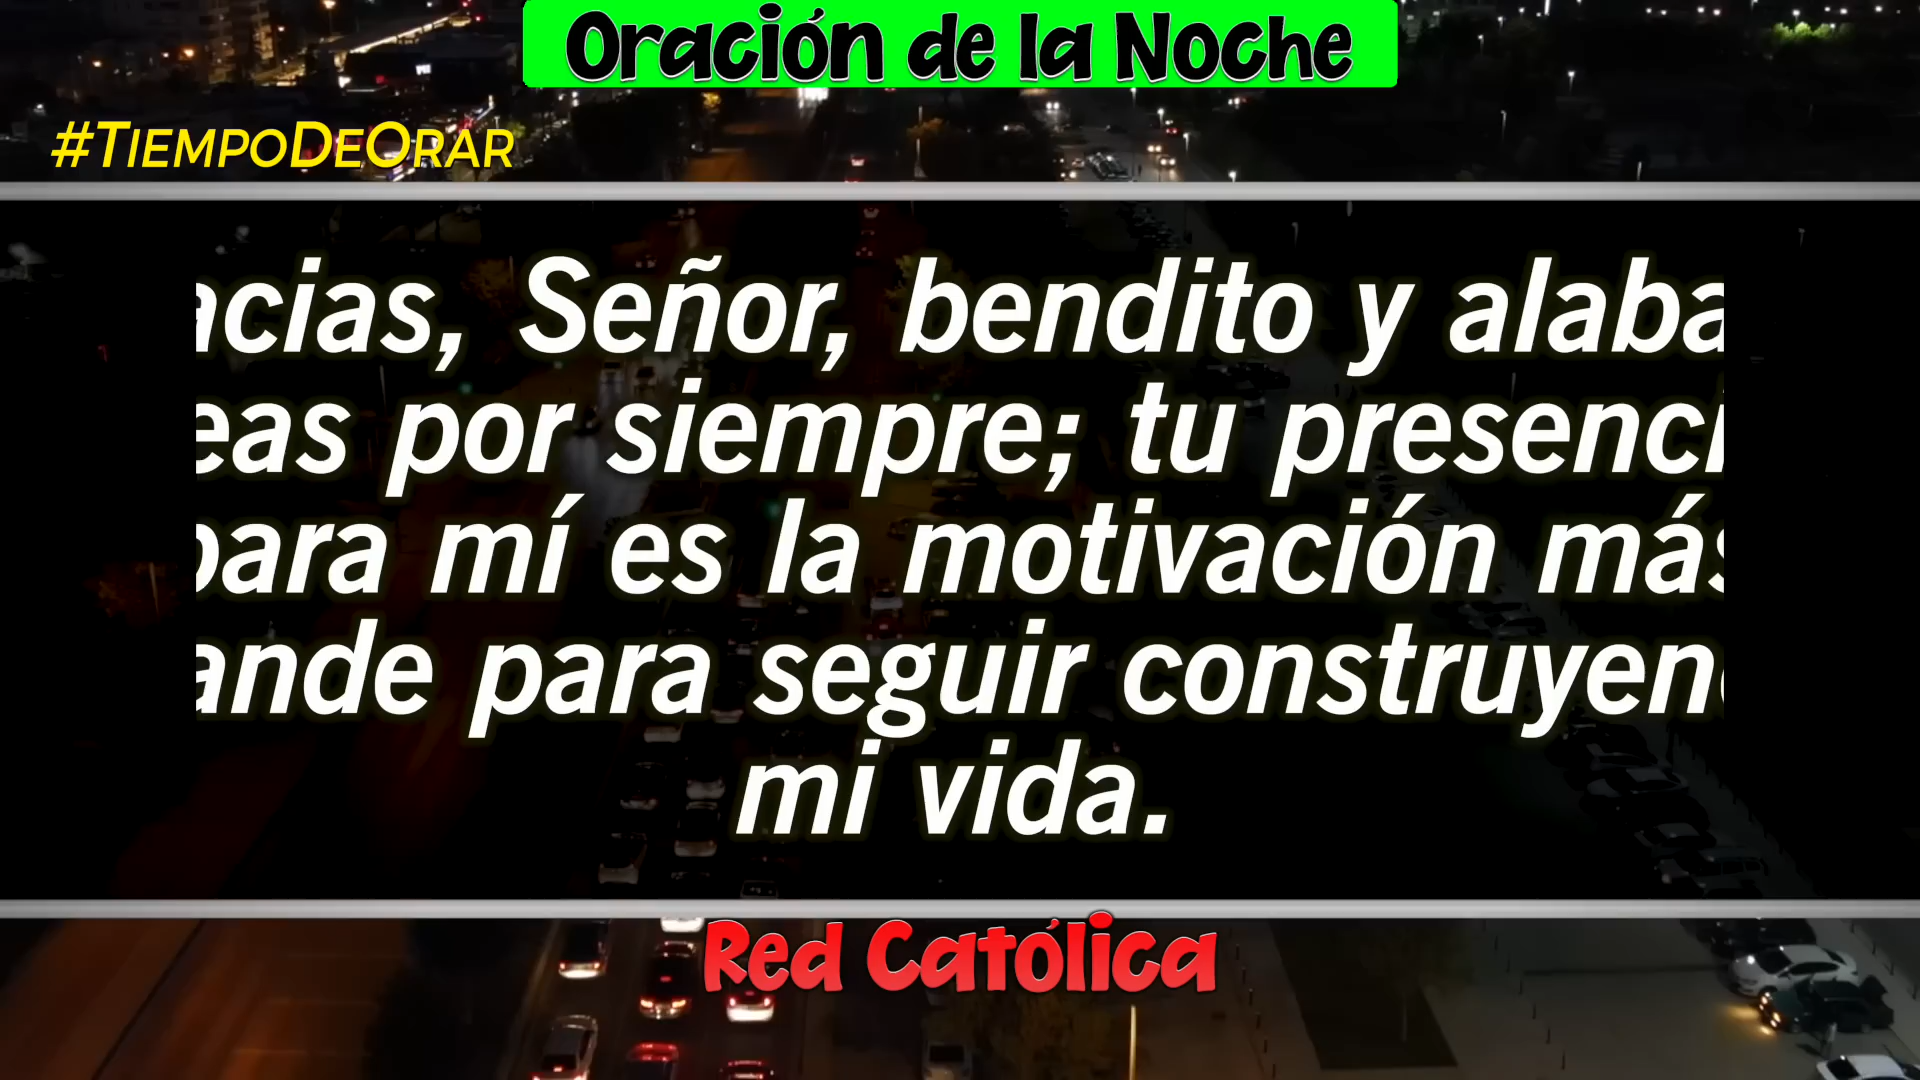 Oración de la Noche
#TIEMPODEORAR
acias, Señor, bendito y alaba
eas por siempre; tu presenci
para mí es la motivación más
ande para seguir construyen
mi vida.
Red Católica